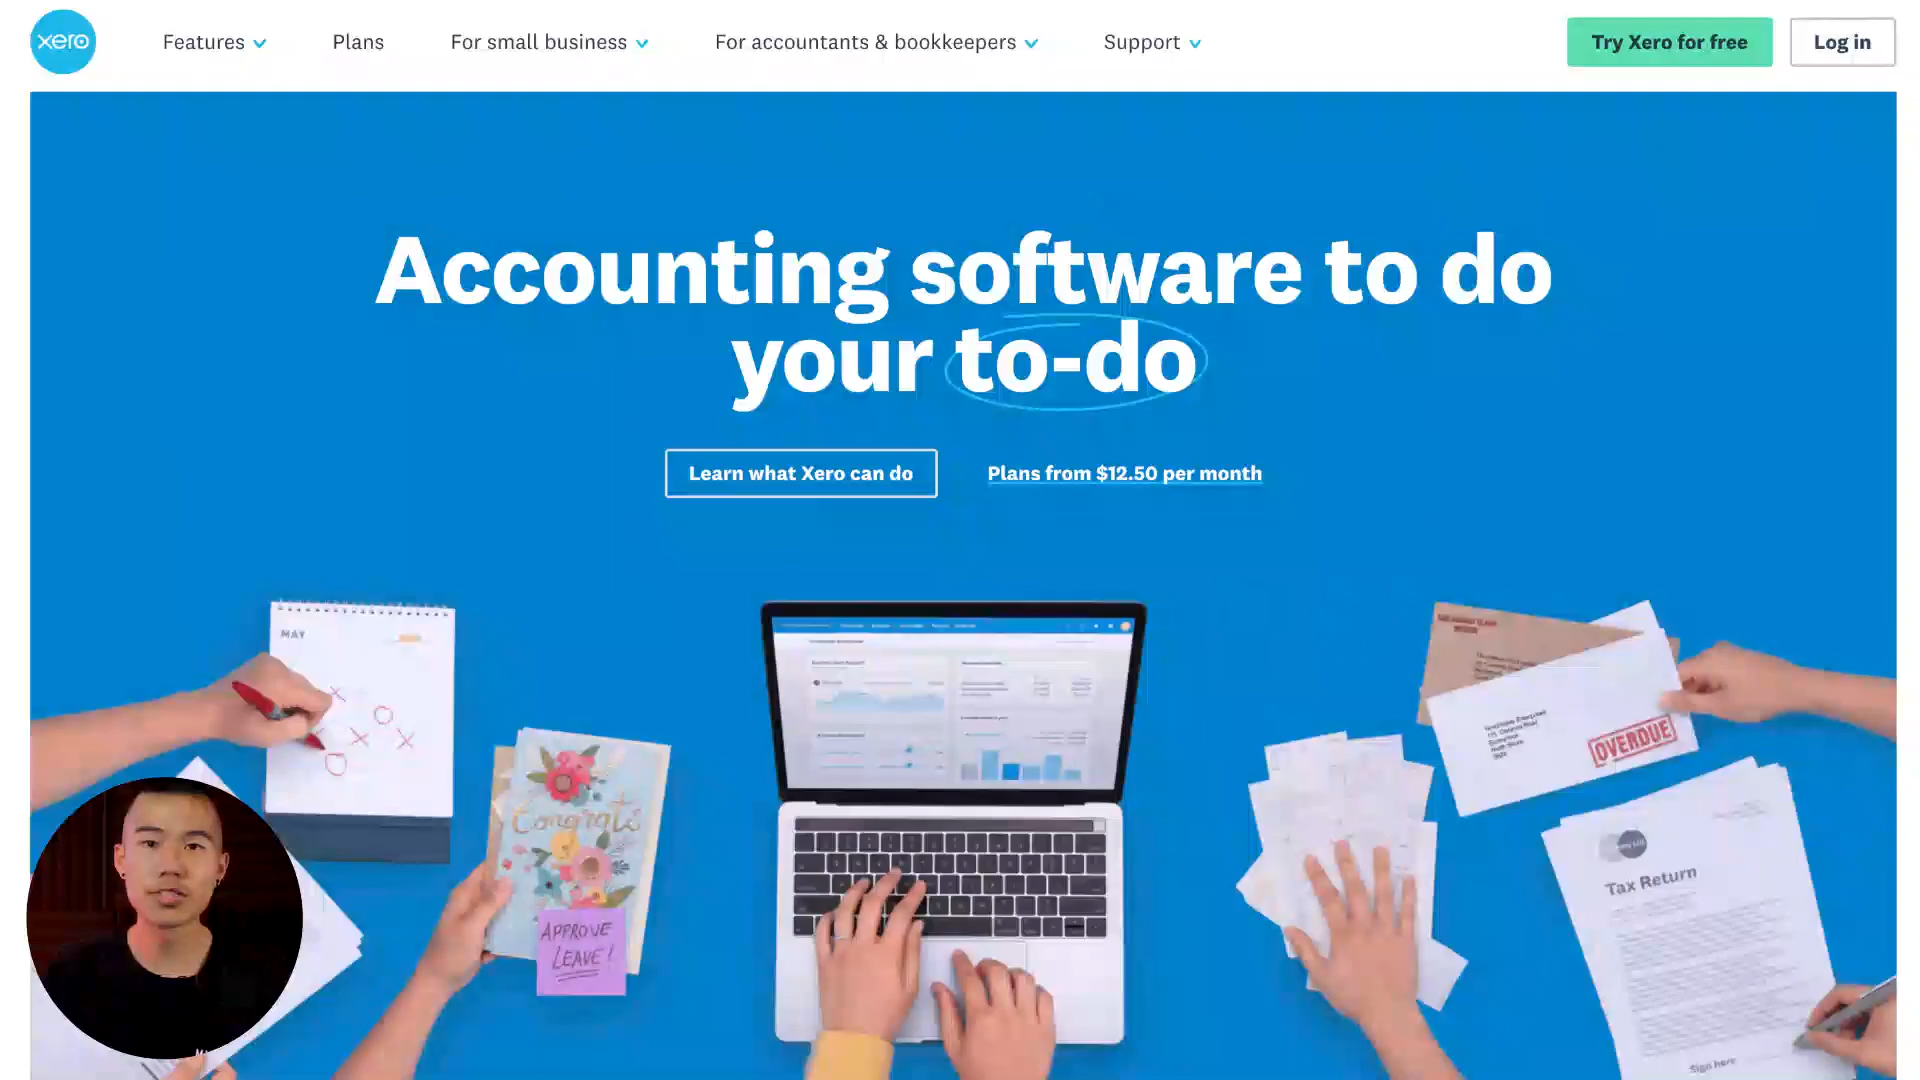 xero
Features
Plans
For small business
For accountants & bookkeepers
Support
Try Xero for free
Log in
Accounting software to do
your to-do
Learn what Xero can do
Plans from $12.50 per month
MAY
Congrats
APPROVE
LEAVE!
OVERDUE
Tax Return
Sign here